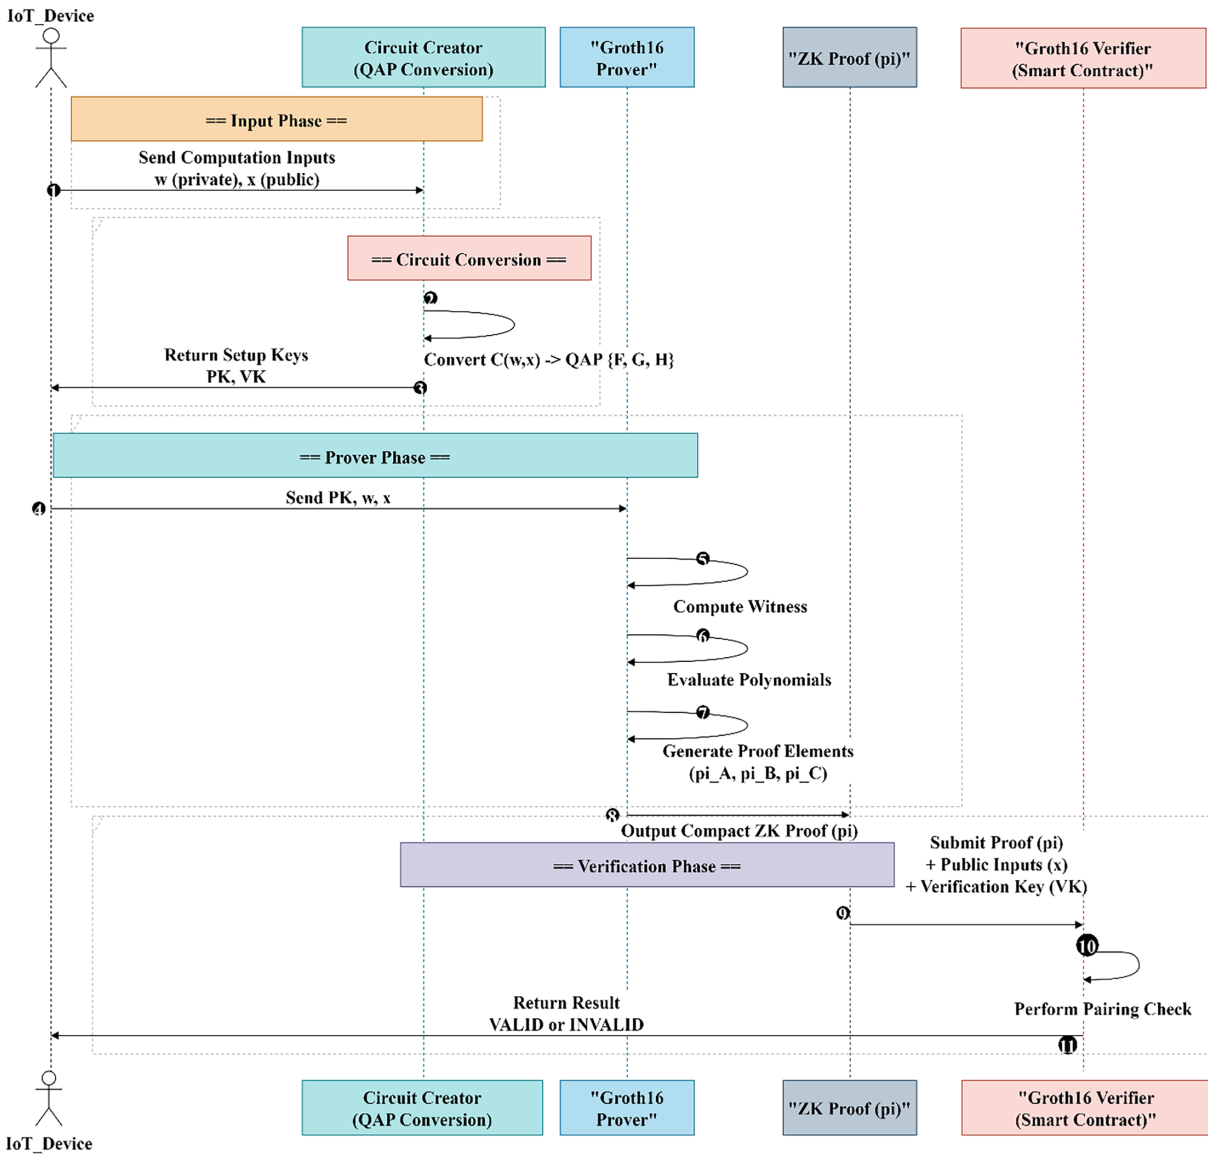 IoT_Device
Circuit Creator
(QAP Conversion)
"Groth16
Prover"
"ZK Proof (pi)"
"Groth16 Verifier
(Smart Contract)"
== Input Phase ==
Send Computation Inputs
w (private), x (public)
1
== Circuit Conversion ==
2
Convert C(w,x) -> QAP {F, G, H}
Return Setup Keys
PK, VK
3
== Prover Phase ==
Send PK, w, x
4
5
Compute Witness
6
Evaluate Polynomials
7
Generate Proof Elements
(pi_A, pi_B, pi_C)
8
Output Compact ZK Proof (pi)
== Verification Phase ==
Submit Proof (pi)
+ Public Inputs (x)
+ Verification Key (VK)
9
10
Perform Pairing Check
Return Result
VALID or INVALID
11
IoT_Device
Circuit Creator
(QAP Conversion)
"Groth16
Prover"
"ZK Proof (pi)"
"Groth16 Verifier
(Smart Contract)"